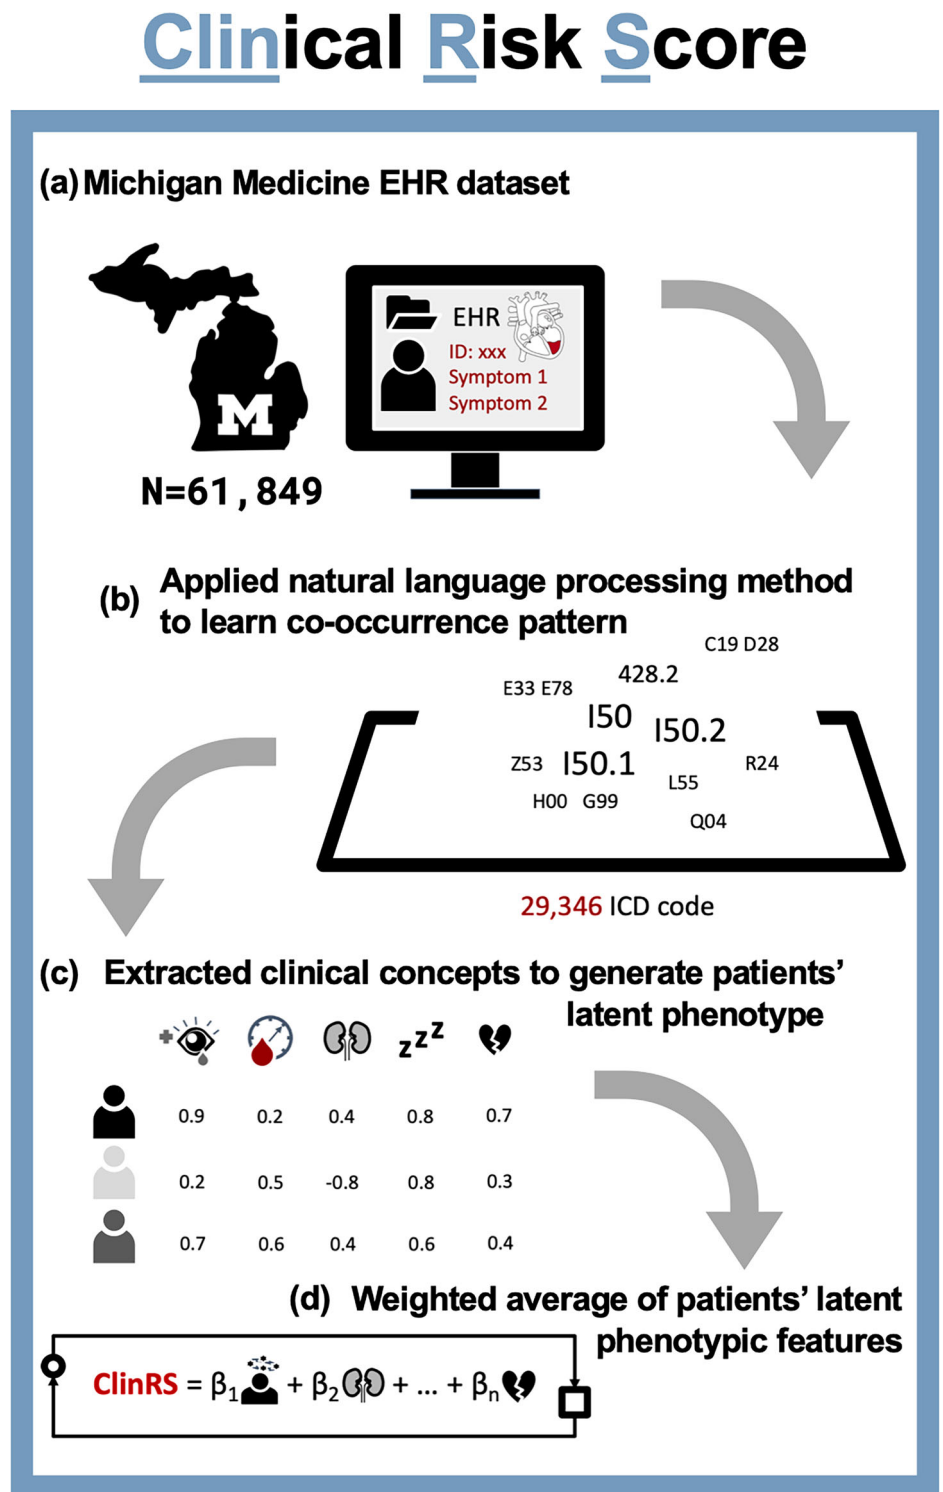 Clinical Risk Score
(a) Michigan Medicine EHR dataset
EHR
ID: xxx
Symptom 1
Symptom 2
M
N=61,849
(b) Applied natural language processing method
to learn co-occurrence pattern
C19 D28
428.2
E33 E78
I50
I50.2
Z53
I50.1
R24
L55
H00 G99
Q04
29,346 ICD code
(c) Extracted clinical concepts to generate patients’
latent phenotype
z z z
0.9 0.2 0.4 0.8 0.7
0.2 0.5 -0.8 0.8 0.3
0.7 0.6 0.4 0.6 0.4
(d) Weighted average of patients’ latent
phenotypic features
ClinRS = β1 + β2 + ... + βn